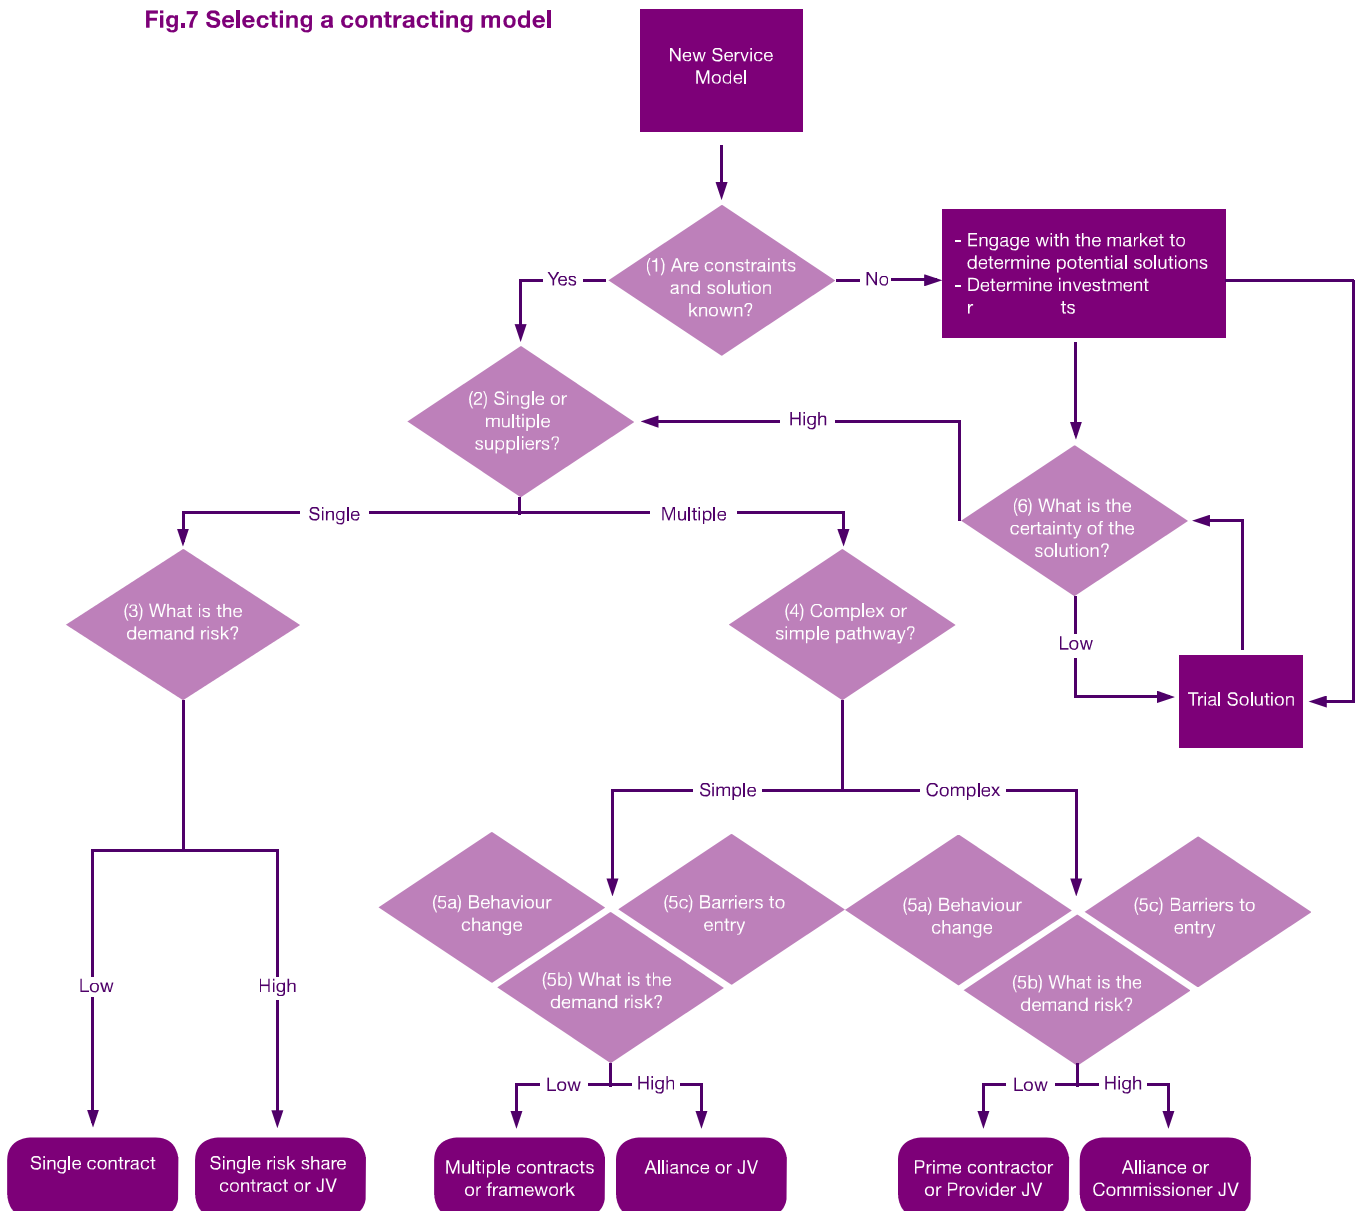 Fig.7 Selecting a contracting model
New Service
Model
(1) Are constraints
and solution
known?
Yes
No
- Engage with the market to
determine potential solutions
- Determine investment
r ts
(2) Single or
multiple
suppliers?
High
(6) What is the
certainty of the
solution?
Single
Multiple
(3) What is the
demand risk?
(4) Complex or
simple pathway?
Low
Trial Solution
Simple
Complex
(5a) Behaviour
change
(5c) Barriers to
entry
(5b) What is the
demand risk?
(5a) Behaviour
change
(5c) Barriers to
entry
(5b) What is the
demand risk?
Low
High
Low
High
Low
High
Single contract
Single risk share
contract or JV
Multiple contracts
or framework
Alliance or JV
Prime contractor
or Provider JV
Alliance or
Commissioner JV